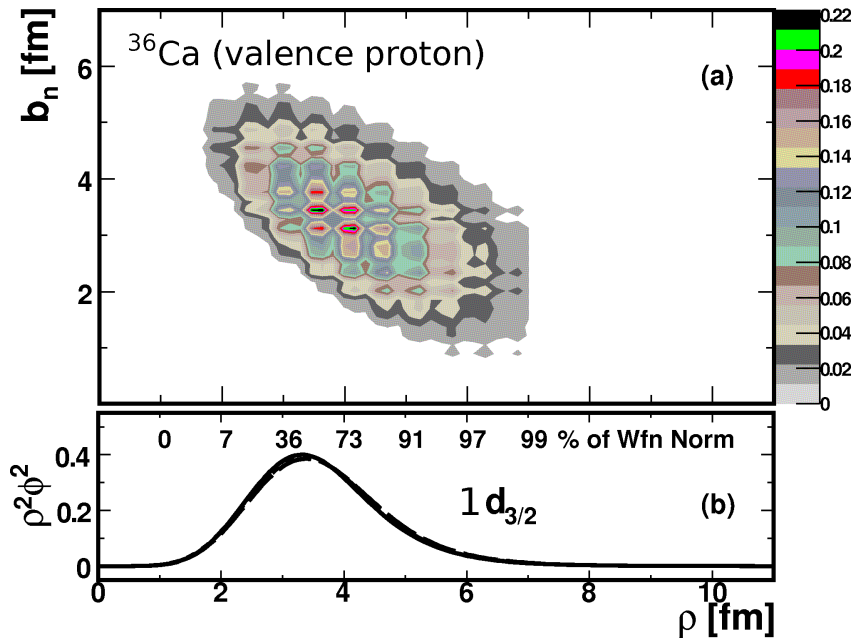 ³⁶Ca (valence proton)
(a)
bₙ [fm]
6
4
2
0.22
0.2
0.18
0.16
0.14
0.12
0.1
0.08
0.06
0.04
0.02
0
0 7 36 73 91 97 99 % of Wfn Norm
1d₃/₂
(b)
ρ²ϕ²
0.4
0.2
0
0 2 4 6 8 10
ρ [fm]